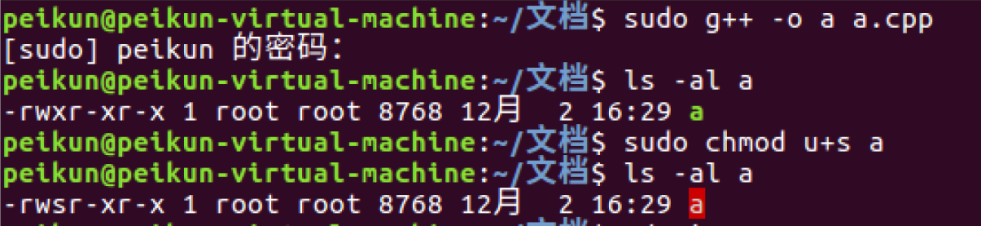 peikun@peikun-virtual-machine:~/文档$ sudo g++ -o a a.cpp
[sudo] peikun 的密码：
peikun@peikun-virtual-machine:~/文档$ ls -al a
-rwxr-xr-x 1 root root 8768 12月  2 16:29 a
peikun@peikun-virtual-machine:~/文档$ sudo chmod u+s a
peikun@peikun-virtual-machine:~/文档$ ls -al a
-rwsr-xr-x 1 root root 8768 12月  2 16:29 a